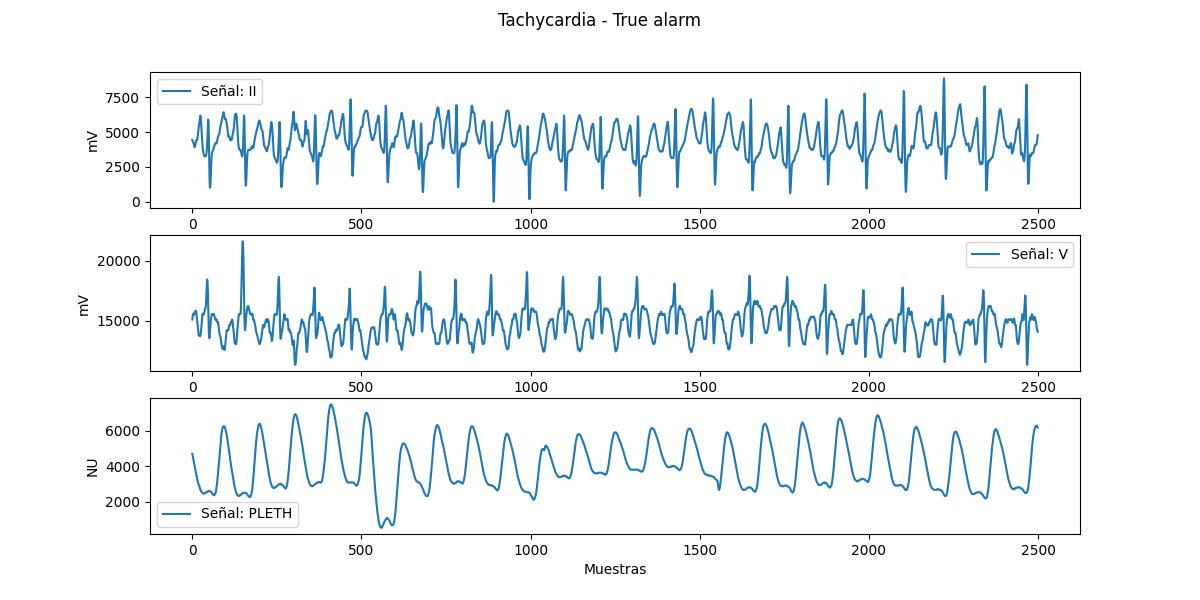 Tachycardia - True alarm
7500
5000
2500
0
mV
Señal: II
0 500 1000 1500 2000 2500
20000
15000
mV
Señal: V
0 500 1000 1500 2000 2500
6000
4000
2000
NU
Señal: PLETH
0 500 1000 1500 2000 2500
Muestras